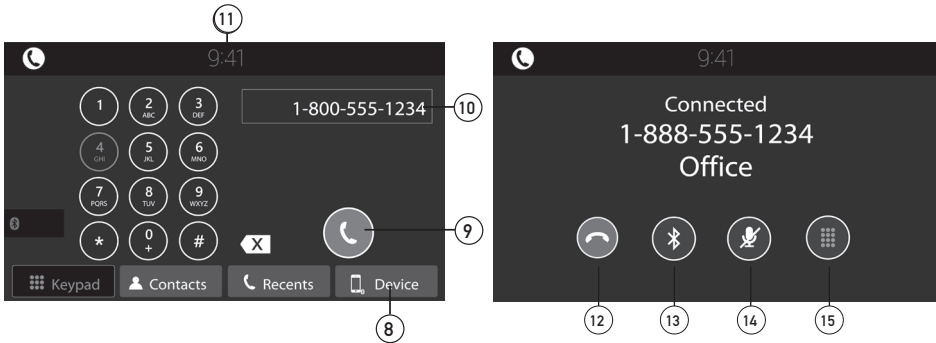 11
9:41
1
2
ABC
3
DEF
1-800-555-1234
10
4
GHI
5
JKL
6
MNO
7
PQRS
8
TUV
9
WXYZ
*
0
+
#
X
9
Keypad
Contacts
Recents
Device
8
9:41
Connected
1-888-555-1234
Office
12
13
14
15